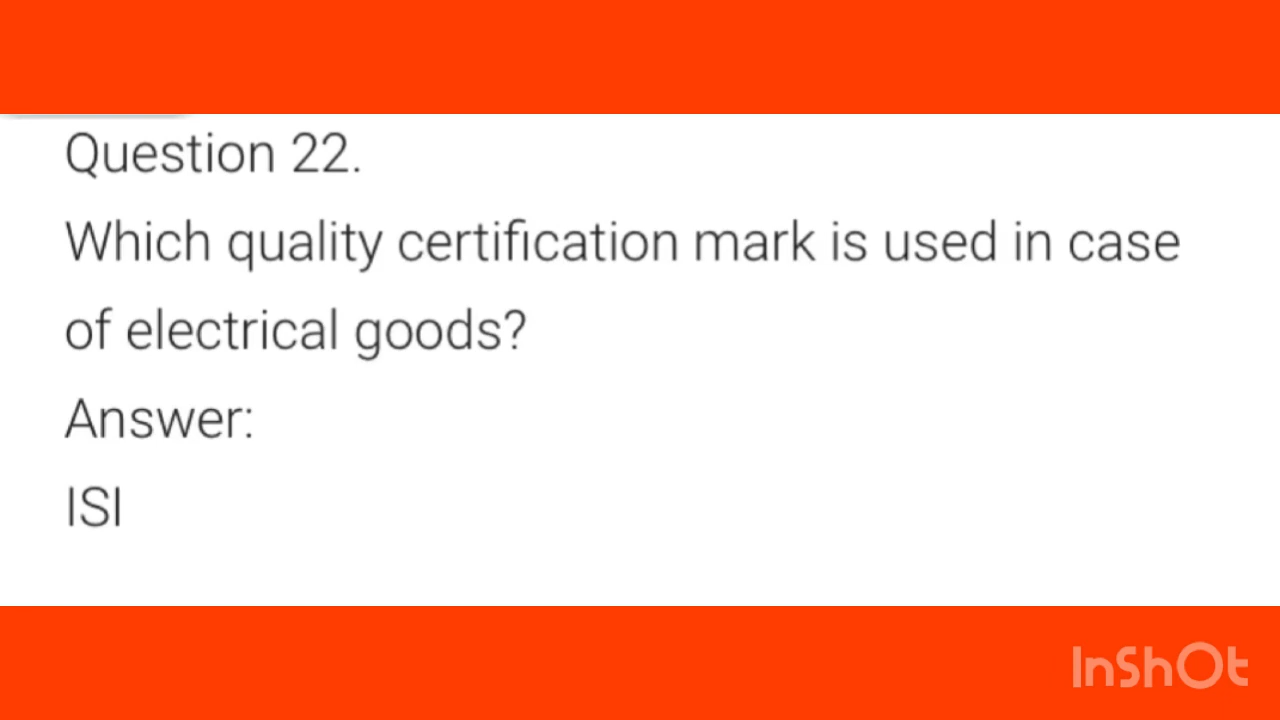 Question 22.
Which quality certification mark is used in case
of electrical goods?
Answer:
ISI
InShOt